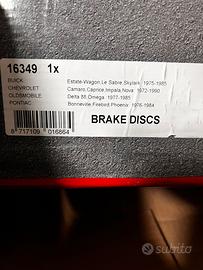 16349 1x
BUICK Estate-Wagon,Le Sabre,Skylark 1975-1985
CHEVROLET Camaro,Caprice,Impala,Nova 1972-1990
OLDSMOBILE Delta 88,Omega 1977-1985
PONTIAC Bonneville,Firebird,Phoenix 1976-1984
8 717109 016864
BRAKE DISCS
subito